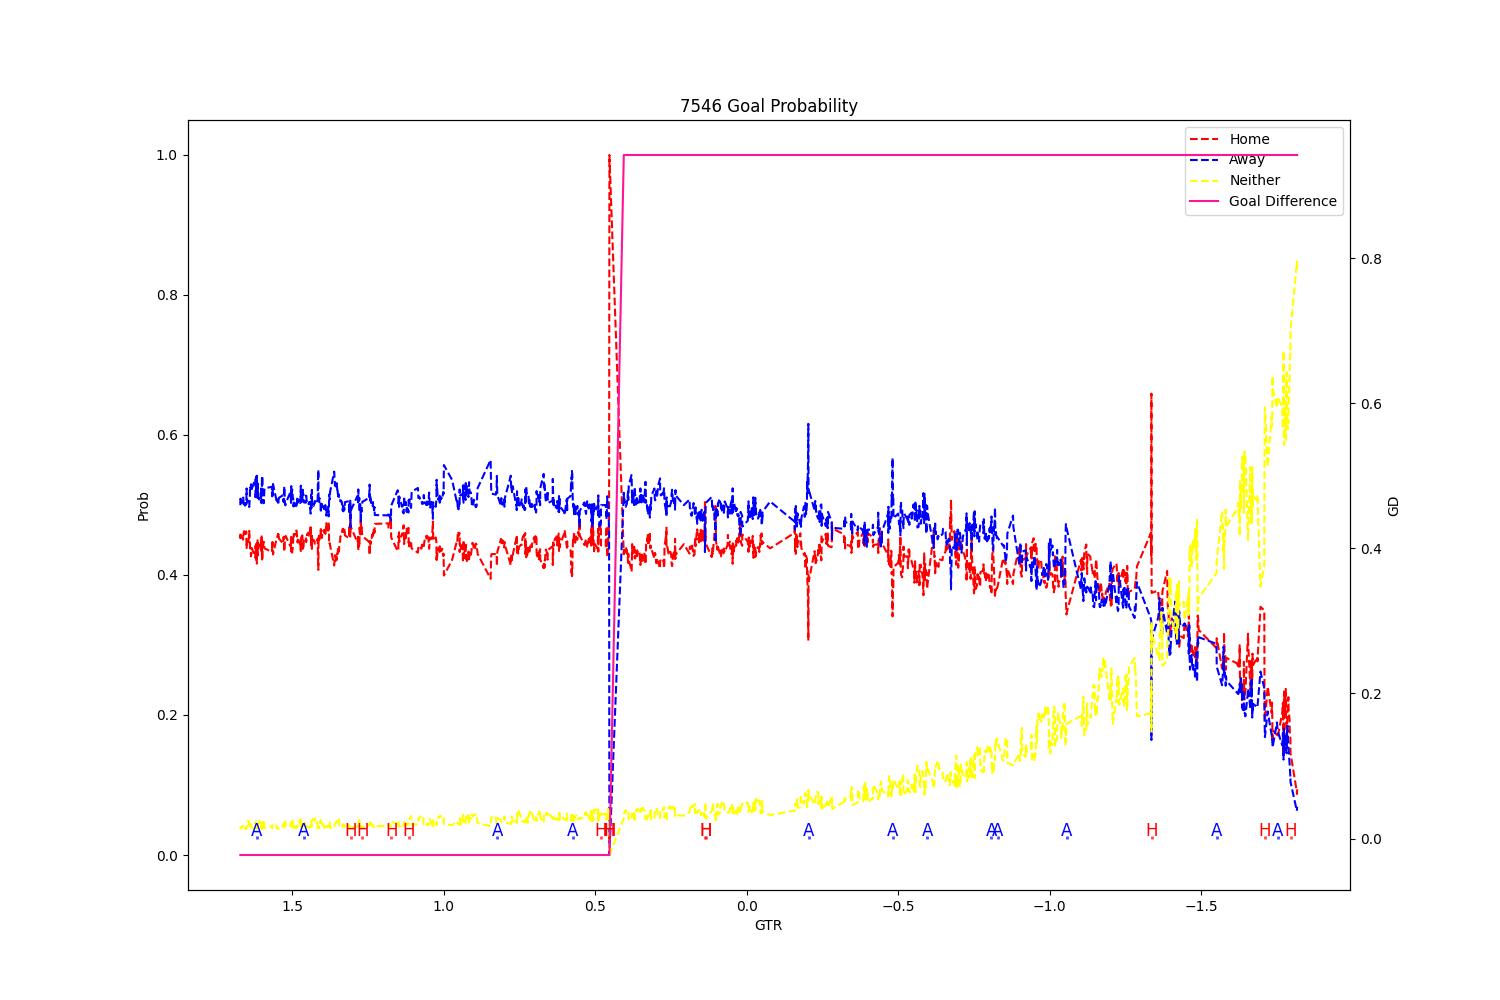 7546 Goal Probability
Home
Away
Neither
Goal Difference
1.0
0.8
0.6
0.4
0.2
0.0
Prob
0.8
0.6
0.4
0.2
0.0
GD
A A H H H H A A H H H H A A A A A A H A H A H
1.5 1.0 0.5 0.0 −0.5 −1.0 −1.5
GTR